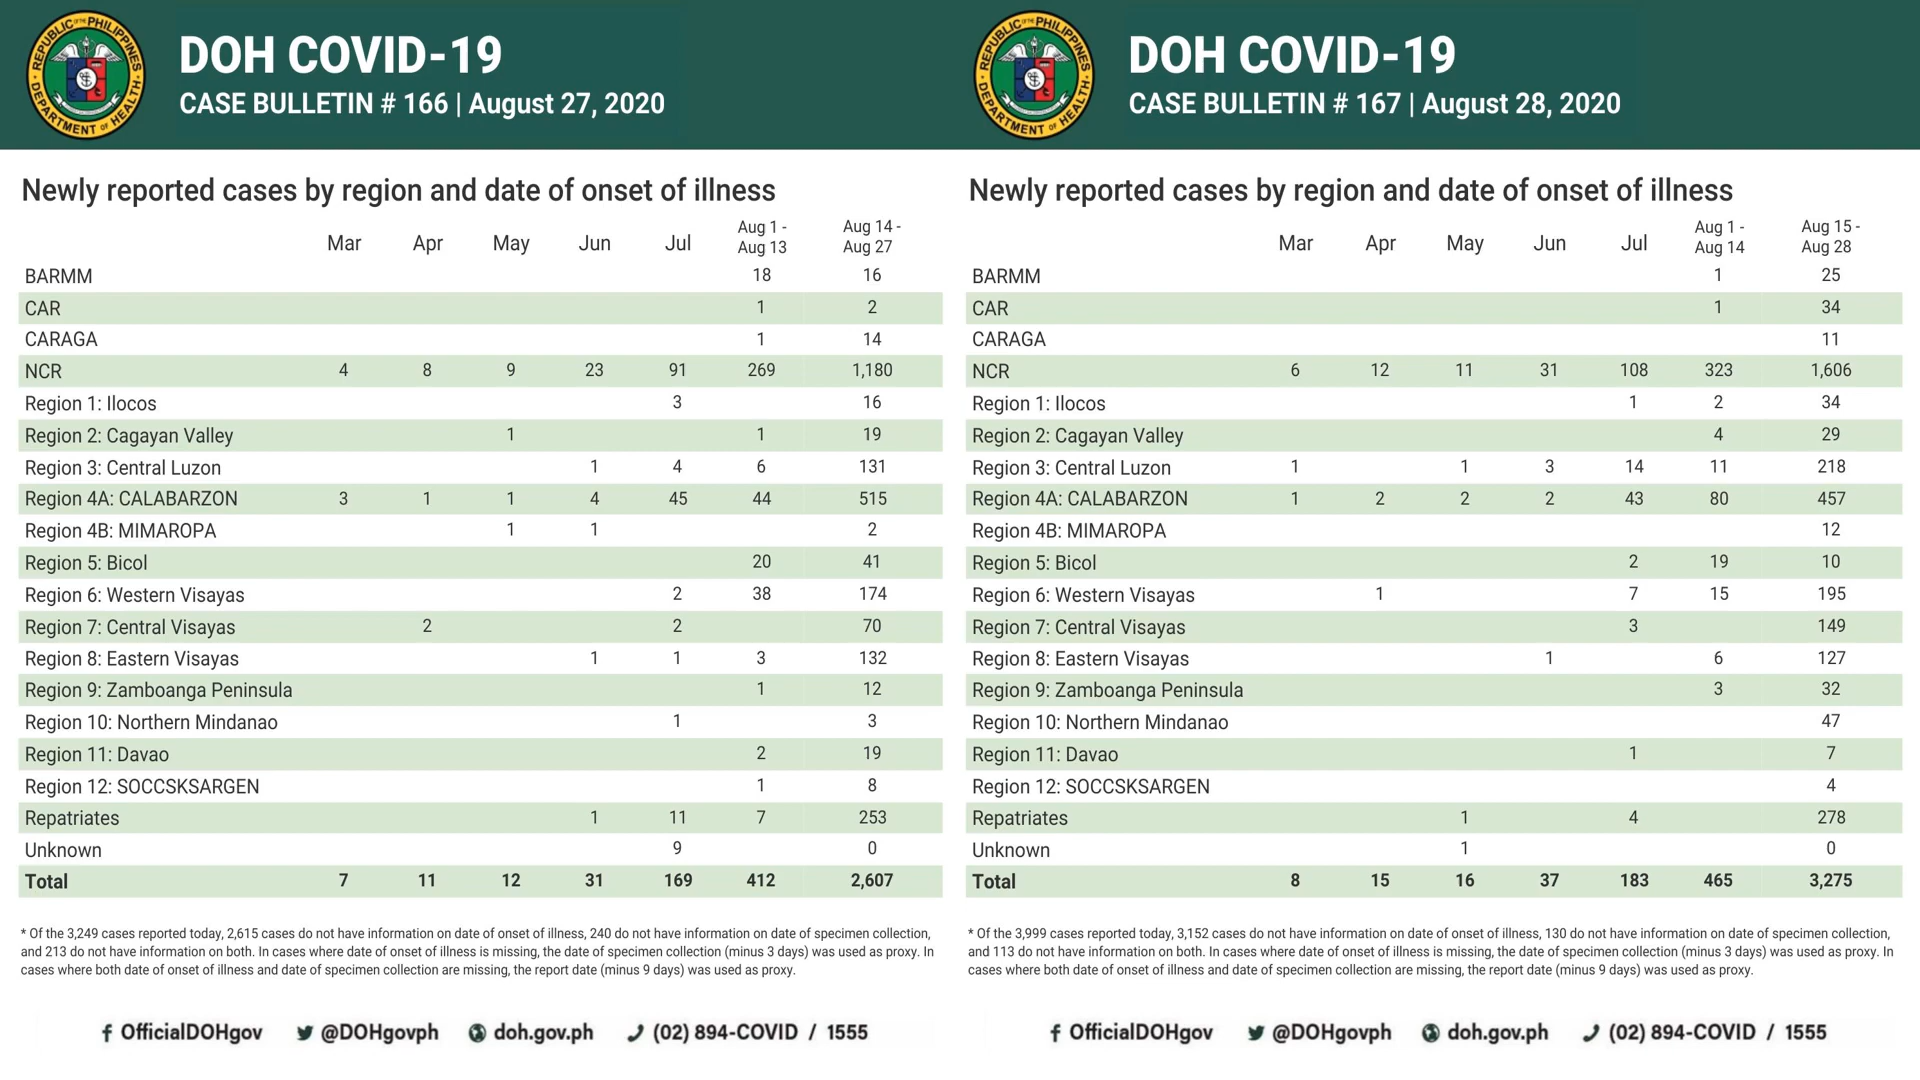 DOH COVID-19
CASE BULLETIN # 166 | August 27, 2020
Newly reported cases by region and date of onset of illness
Mar Apr May Jun Jul Aug 1 - Aug 13 Aug 14 - Aug 27
BARMM 18 16
CAR 1 2
CARAGA 1 14
NCR 4 8 9 23 91 269 1,180
Region 1: Ilocos 3 16
Region 2: Cagayan Valley 1 1 19
Region 3: Central Luzon 1 4 6 131
Region 4A: CALABARZON 3 1 1 4 45 44 515
Region 4B: MIMAROPA 1 1 2
Region 5: Bicol 20 41
Region 6: Western Visayas 2 38 174
Region 7: Central Visayas 2 2 70
Region 8: Eastern Visayas 1 1 3 132
Region 9: Zamboanga Peninsula 1 12
Region 10: Northern Mindanao 1 3
Region 11: Davao 2 19
Region 12: SOCCSKSARGEN 1 8
Repatriates 1 11 7 253
Unknown 9 0
Total 7 11 12 31 169 412 2,607
* Of the 3,249 cases reported today, 2,615 cases do not have information on date of onset of illness, 240 do not have information on date of specimen collection,
and 213 do not have information on both. In cases where date of onset of illness is missing, the date of specimen collection (minus 3 days) was used as proxy. In
cases where both date of onset of illness and date of specimen collection are missing, the report date (minus 9 days) was used as proxy.
OfficialDOHgov @DOHgovph doh.gov.ph (02) 894-COVID / 1555
REPUBLIC OF THE PHILIPPINES
DEPARTMENT OF HEALTH
DOH COVID-19
CASE BULLETIN # 167 | August 28, 2020
Newly reported cases by region and date of onset of illness
Mar Apr May Jun Jul Aug 1 - Aug 14 Aug 15 - Aug 28
BARMM 1 25
CAR 1 34
CARAGA 11
NCR 6 12 11 31 108 323 1,606
Region 1: Ilocos 1 2 34
Region 2: Cagayan Valley 4 29
Region 3: Central Luzon 1 1 3 14 11 218
Region 4A: CALABARZON 1 2 2 2 43 80 457
Region 4B: MIMAROPA 12
Region 5: Bicol 2 19 10
Region 6: Western Visayas 1 7 15 195
Region 7: Central Visayas 3 149
Region 8: Eastern Visayas 1 6 127
Region 9: Zamboanga Peninsula 3 32
Region 10: Northern Mindanao 47
Region 11: Davao 1 7
Region 12: SOCCSKSARGEN 4
Repatriates 1 4 278
Unknown 1 0
Total 8 15 16 37 183 465 3,275
* Of the 3,999 cases reported today, 3,152 cases do not have information on date of onset of illness, 130 do not have information on date of specimen collection,
and 113 do not have information on both. In cases where date of onset of illness is missing, the date of specimen collection (minus 3 days) was used as proxy. In
cases where both date of onset of illness and date of specimen collection are missing, the report date (minus 9 days) was used as proxy.
OfficialDOHgov @DOHgovph doh.gov.ph (02) 894-COVID / 1555
REPUBLIC OF THE PHILIPPINES
DEPARTMENT OF HEALTH